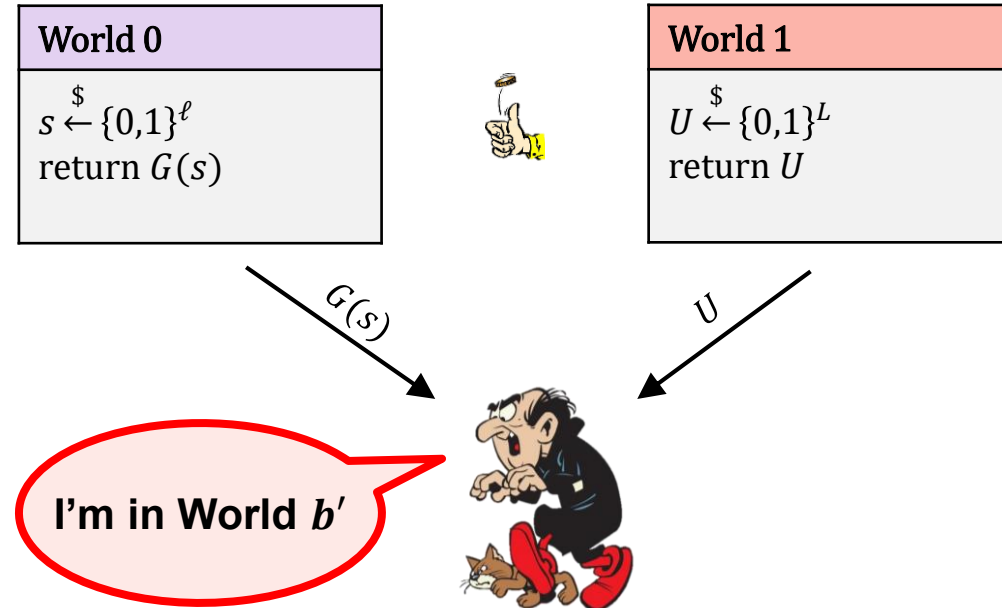 World 0
s $← {0,1}^ℓ
return G(s)
World 1
U $← {0,1}^L
return U
G(s)
U
I'm in World b′